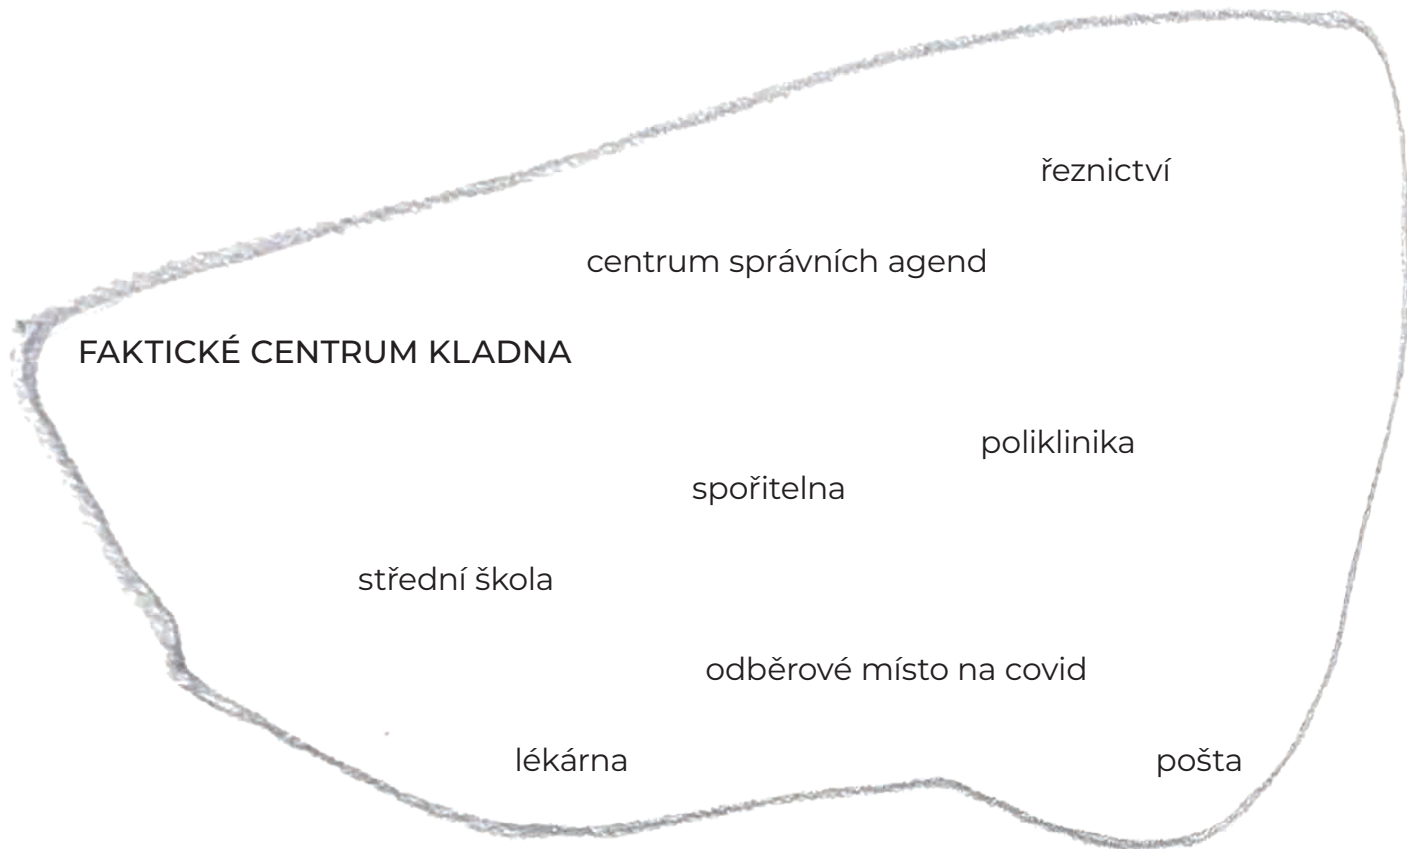 řeznictví
centrum správních agend
FAKTICKÉ CENTRUM KLADNA
poliklinika
spořitelna
střední škola
odběrové místo na covid
lékárna
pošta